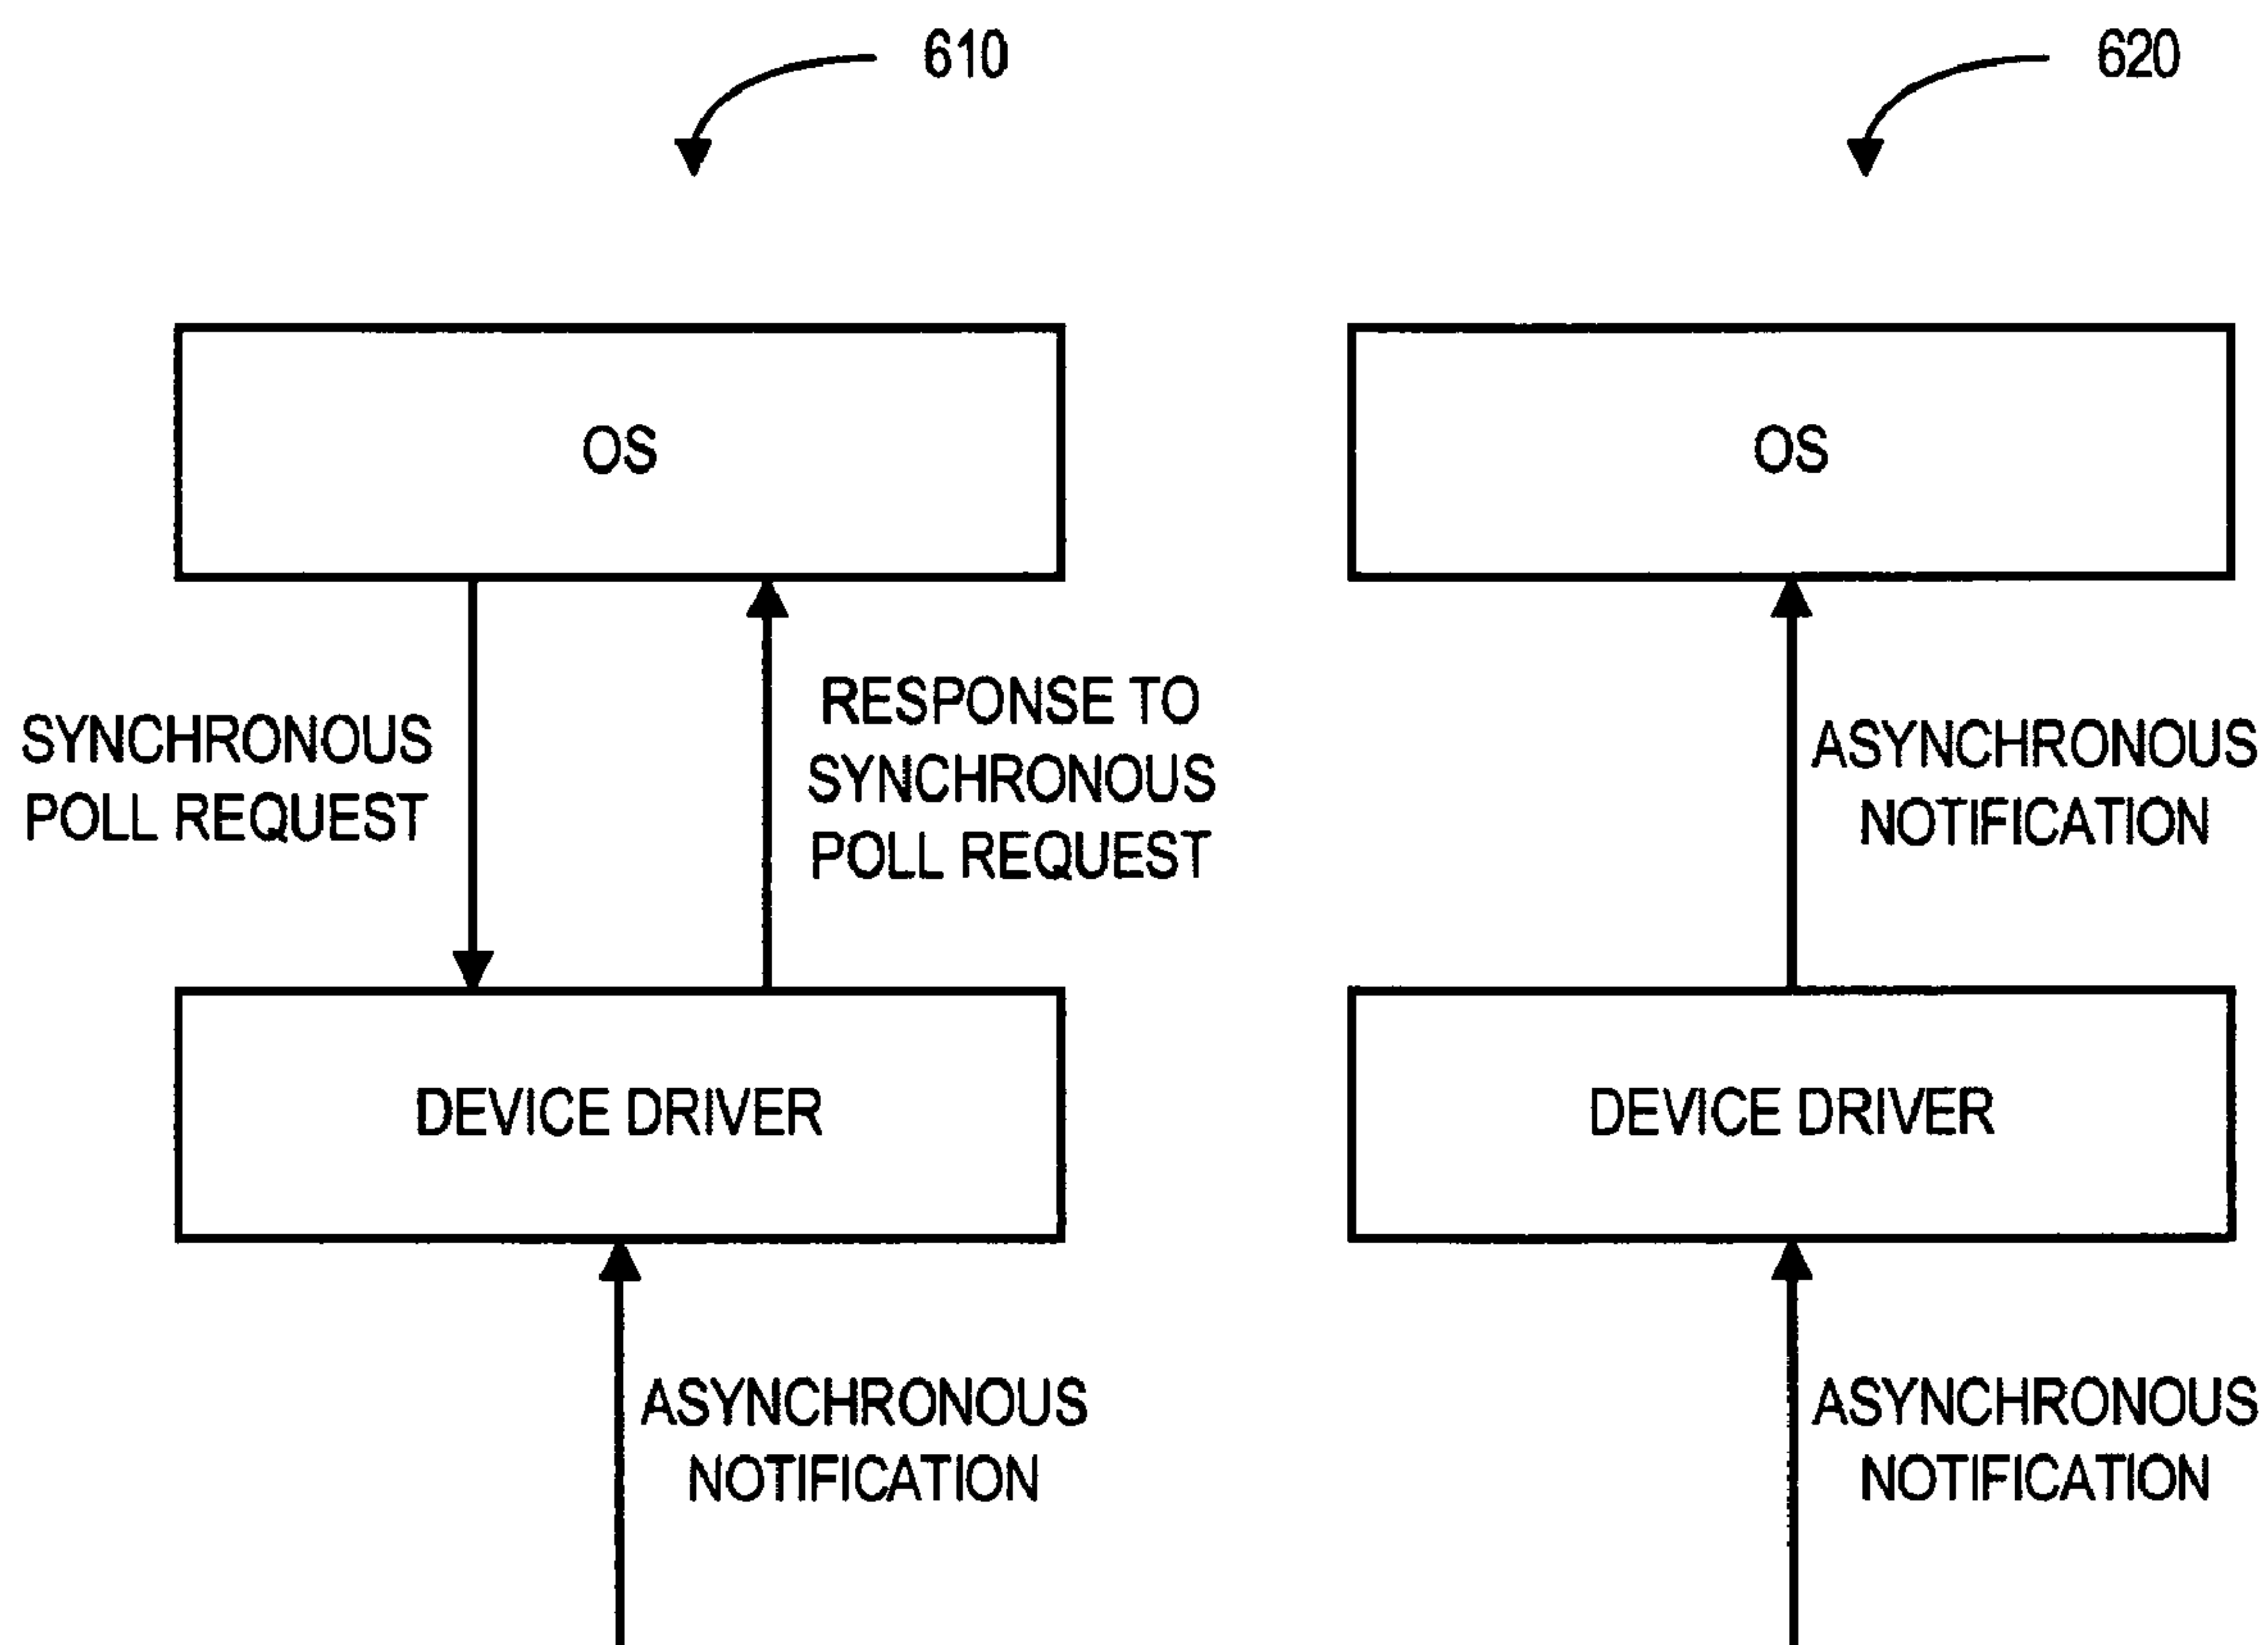 610
620
OS
OS
SYNCHRONOUS
POLL REQUEST
RESPONSE TO
SYNCHRONOUS
POLL REQUEST
ASYNCHRONOUS
NOTIFICATION
DEVICE DRIVER
DEVICE DRIVER
ASYNCHRONOUS
NOTIFICATION
ASYNCHRONOUS
NOTIFICATION